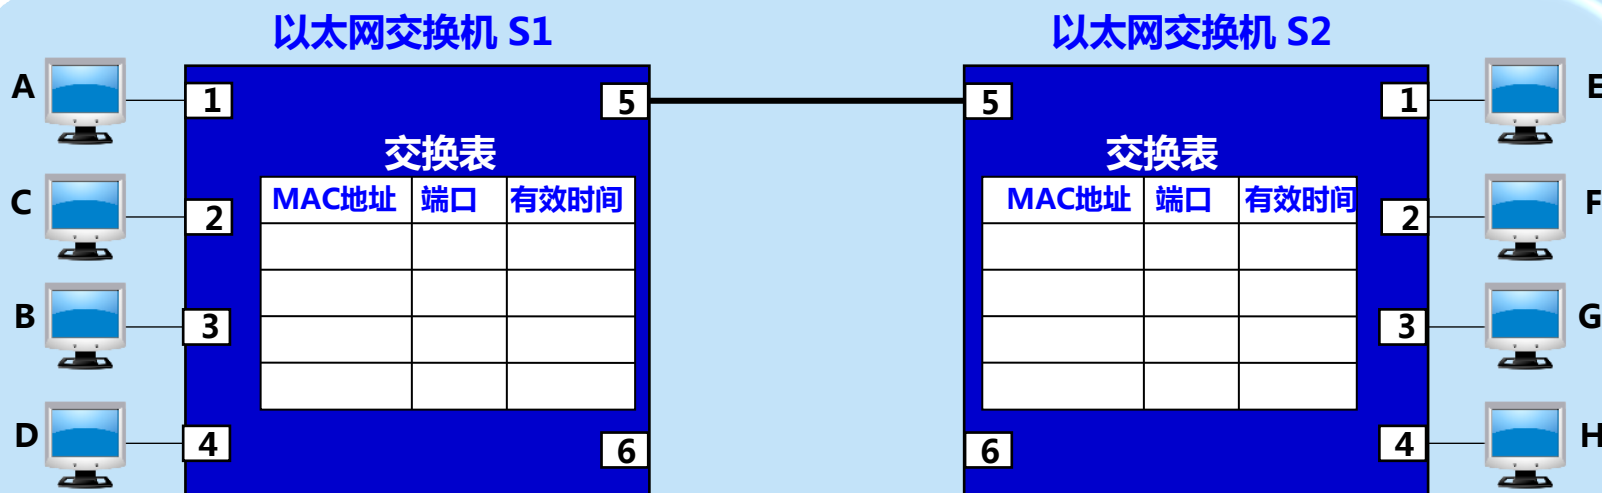 以太网交换机 S1
以太网交换机 S2
A
1
5
5
1
E
交换表
交换表
MAC地址 端口 有效时间
MAC地址 端口 有效时间
C
2
2
F
B
3
3
G
D
4
6
6
4
H